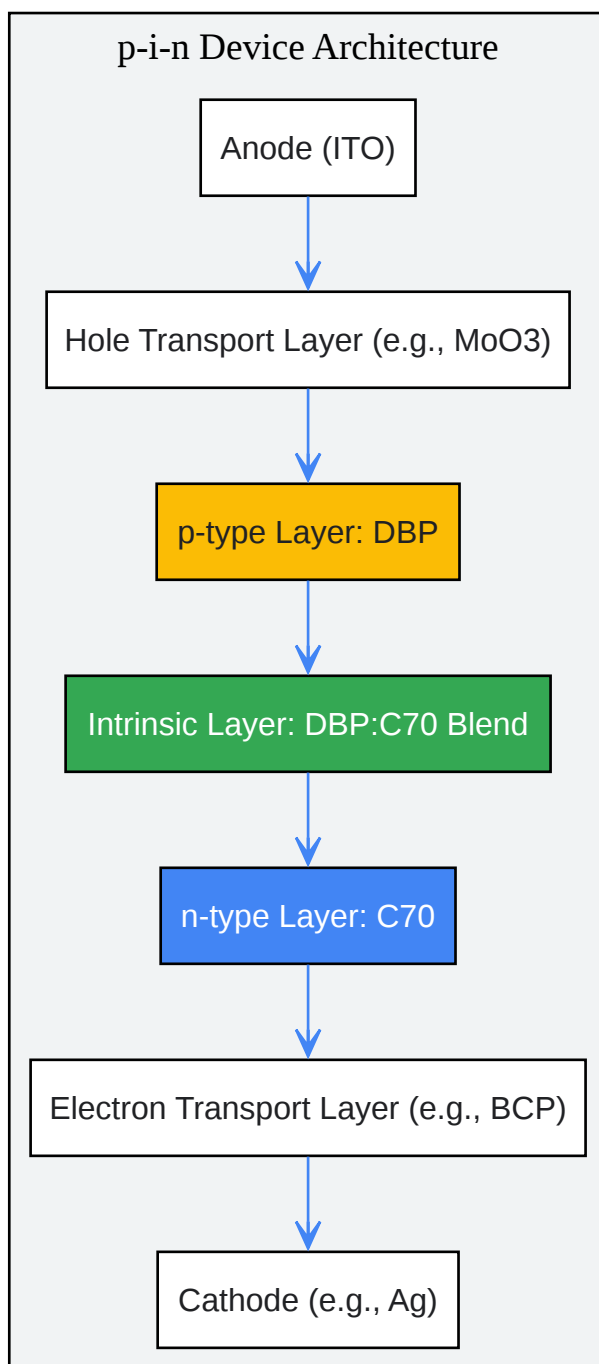 p-i-n Device Architecture
Anode (ITO)
Hole Transport Layer (e.g., MoO3)
p-type Layer: DBP
Intrinsic Layer: DBP:C70 Blend
n-type Layer: C70
Electron Transport Layer (e.g., BCP)
Cathode (e.g., Ag)